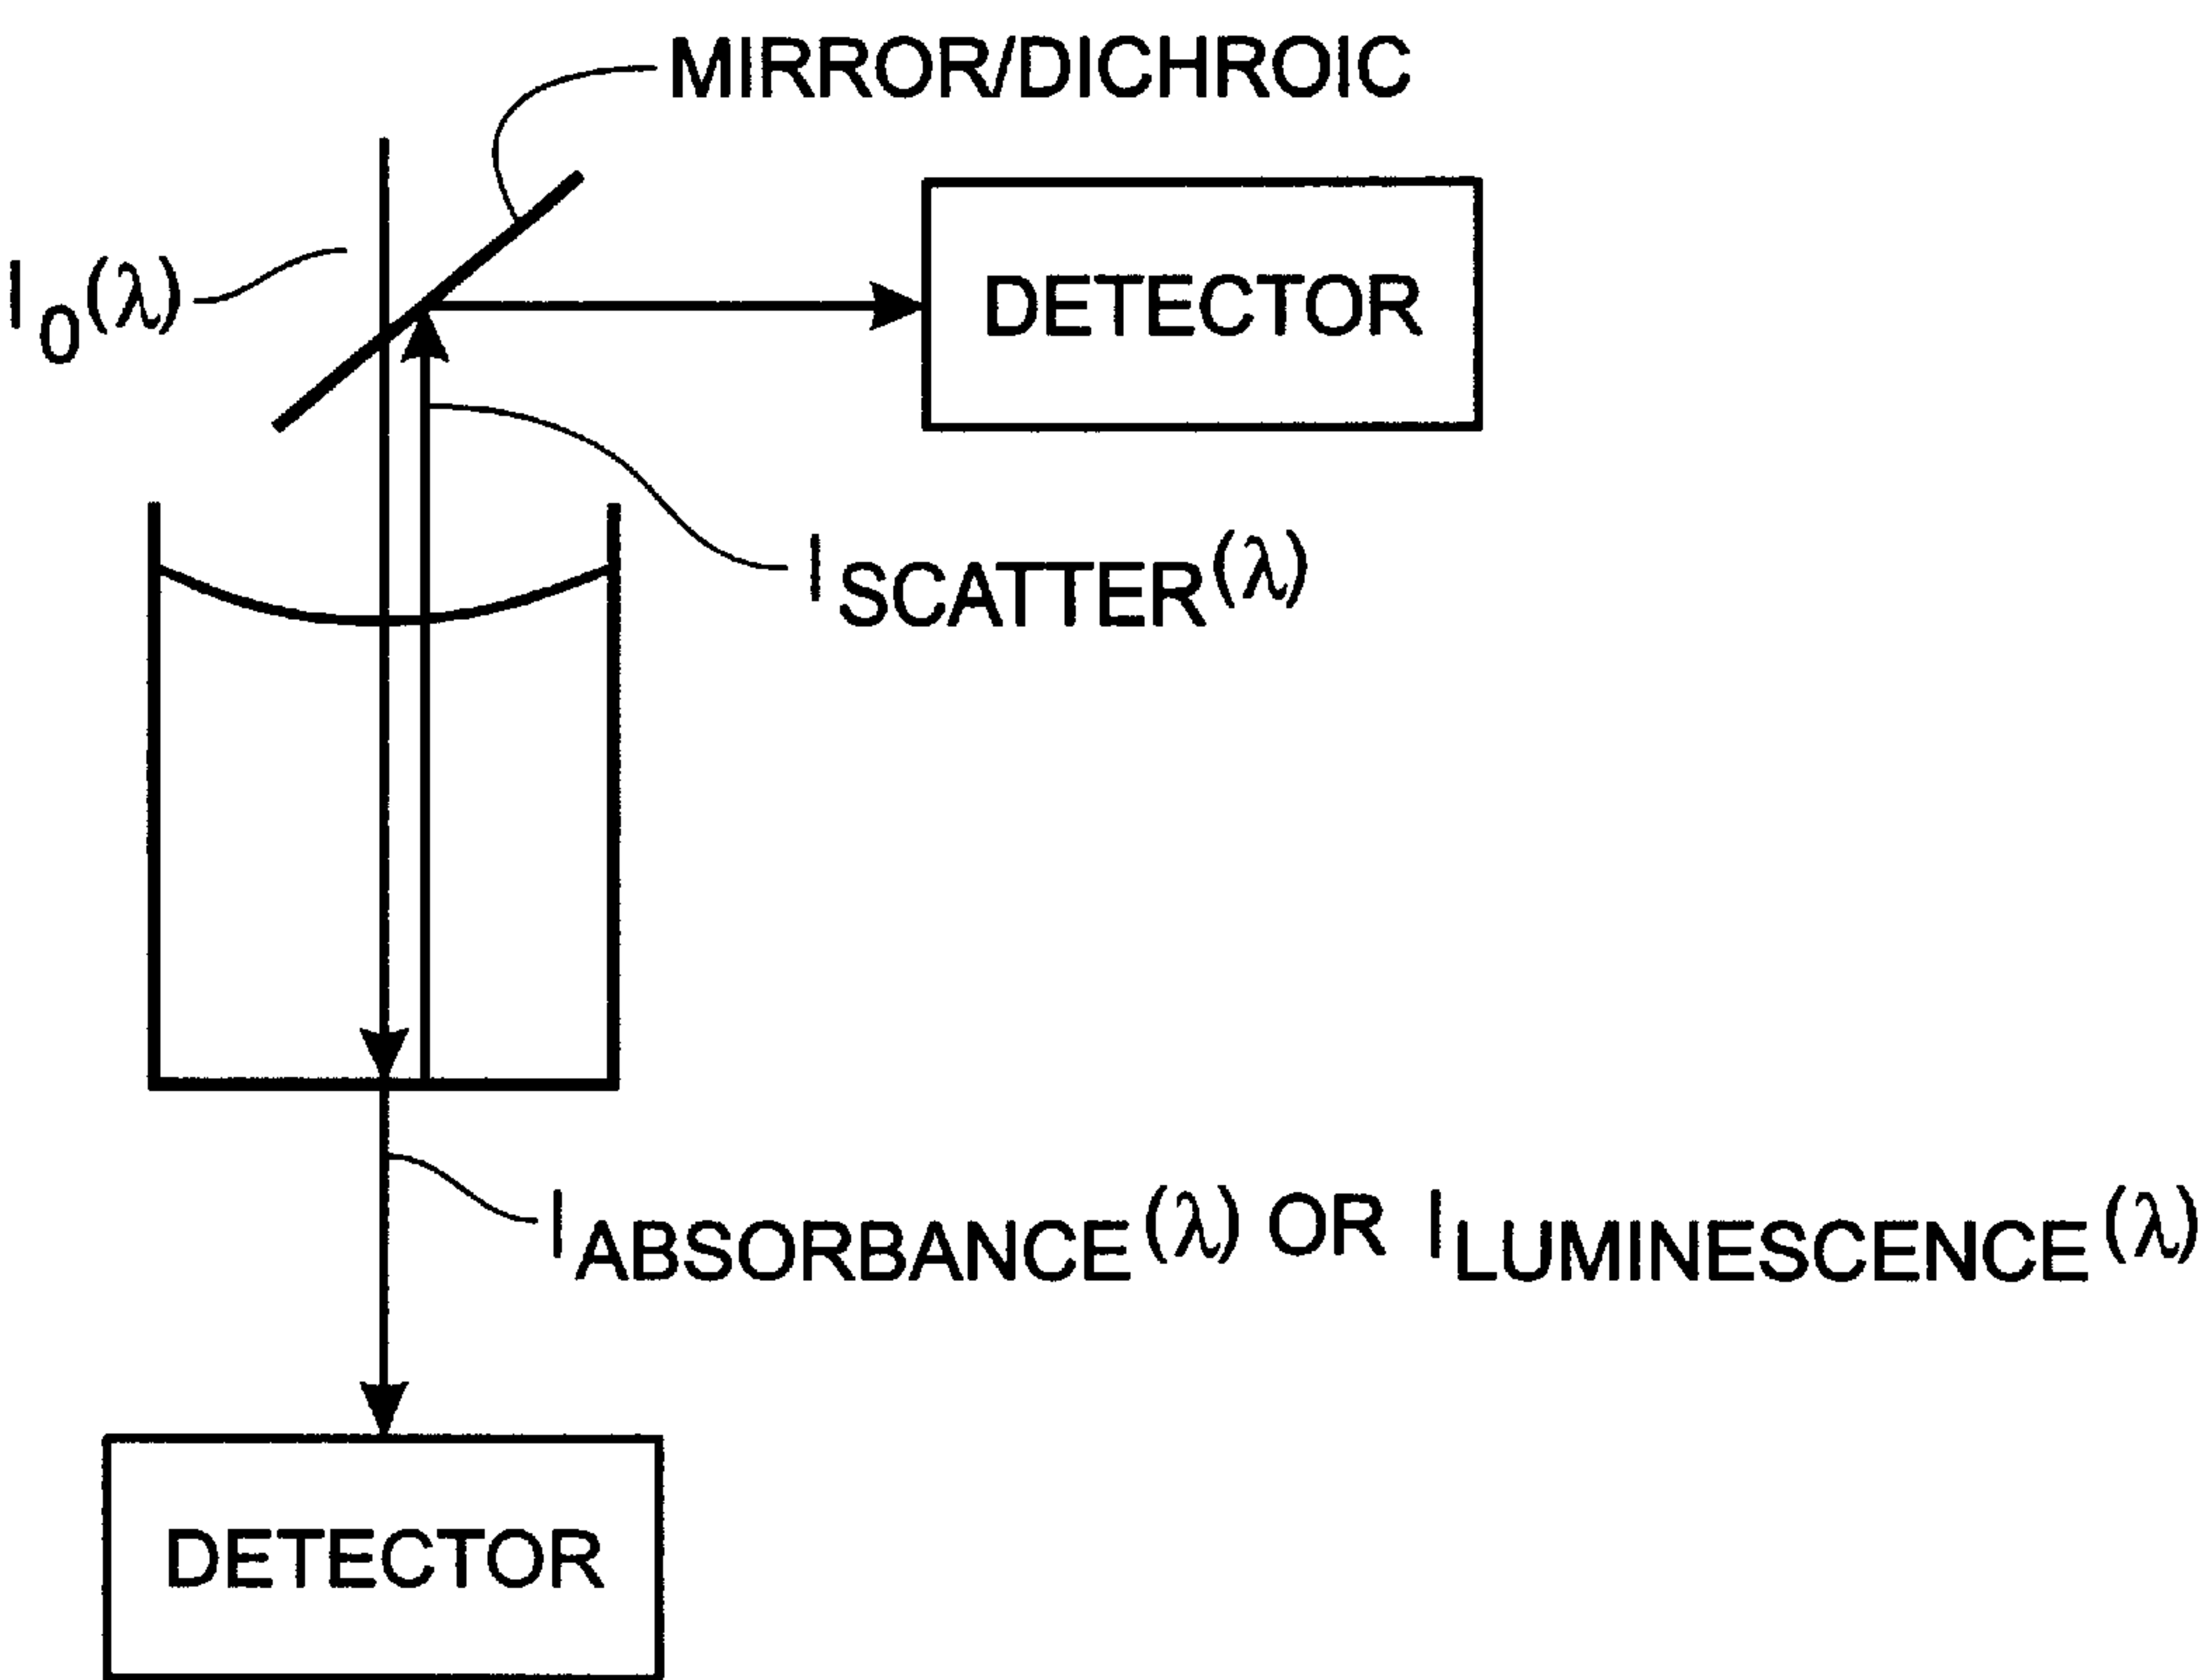 MIRROR/DICHROIC
I0(λ)
DETECTOR
ISCATTER(λ)
IABSORBANCE(λ) OR ILUMINESCENCE(λ)
DETECTOR